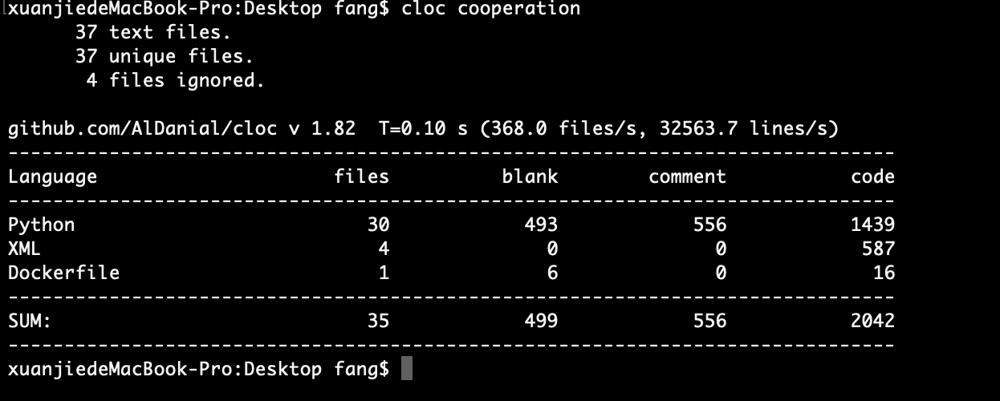 xuanjiedeMacBook-Pro:Desktop fang$ cloc cooperation
      37 text files.
      37 unique files.
       4 files ignored.

github.com/AlDanial/cloc v 1.82  T=0.10 s (368.0 files/s, 32563.7 lines/s)
-------------------------------------------------------------------------------
Language                     files          blank        comment           code
-------------------------------------------------------------------------------
Python                          30            493            556           1439
XML                              4              0              0            587
Dockerfile                       1              6              0             16
-------------------------------------------------------------------------------
SUM:                            35            499            556           2042
-------------------------------------------------------------------------------
xuanjiedeMacBook-Pro:Desktop fang$